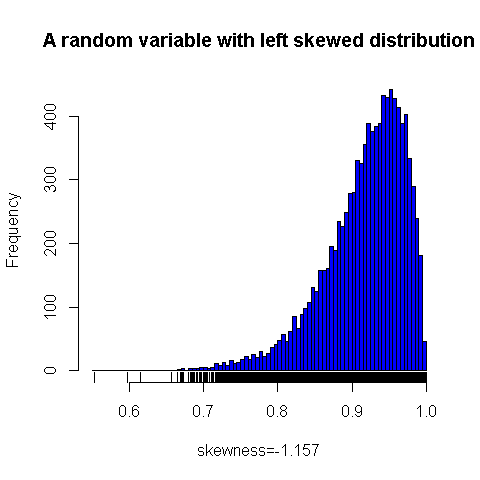 A random variable with left skewed distribution
400
300
200
100
0
Frequency
0.6 0.7 0.8 0.9 1.0
skewness=-1.157